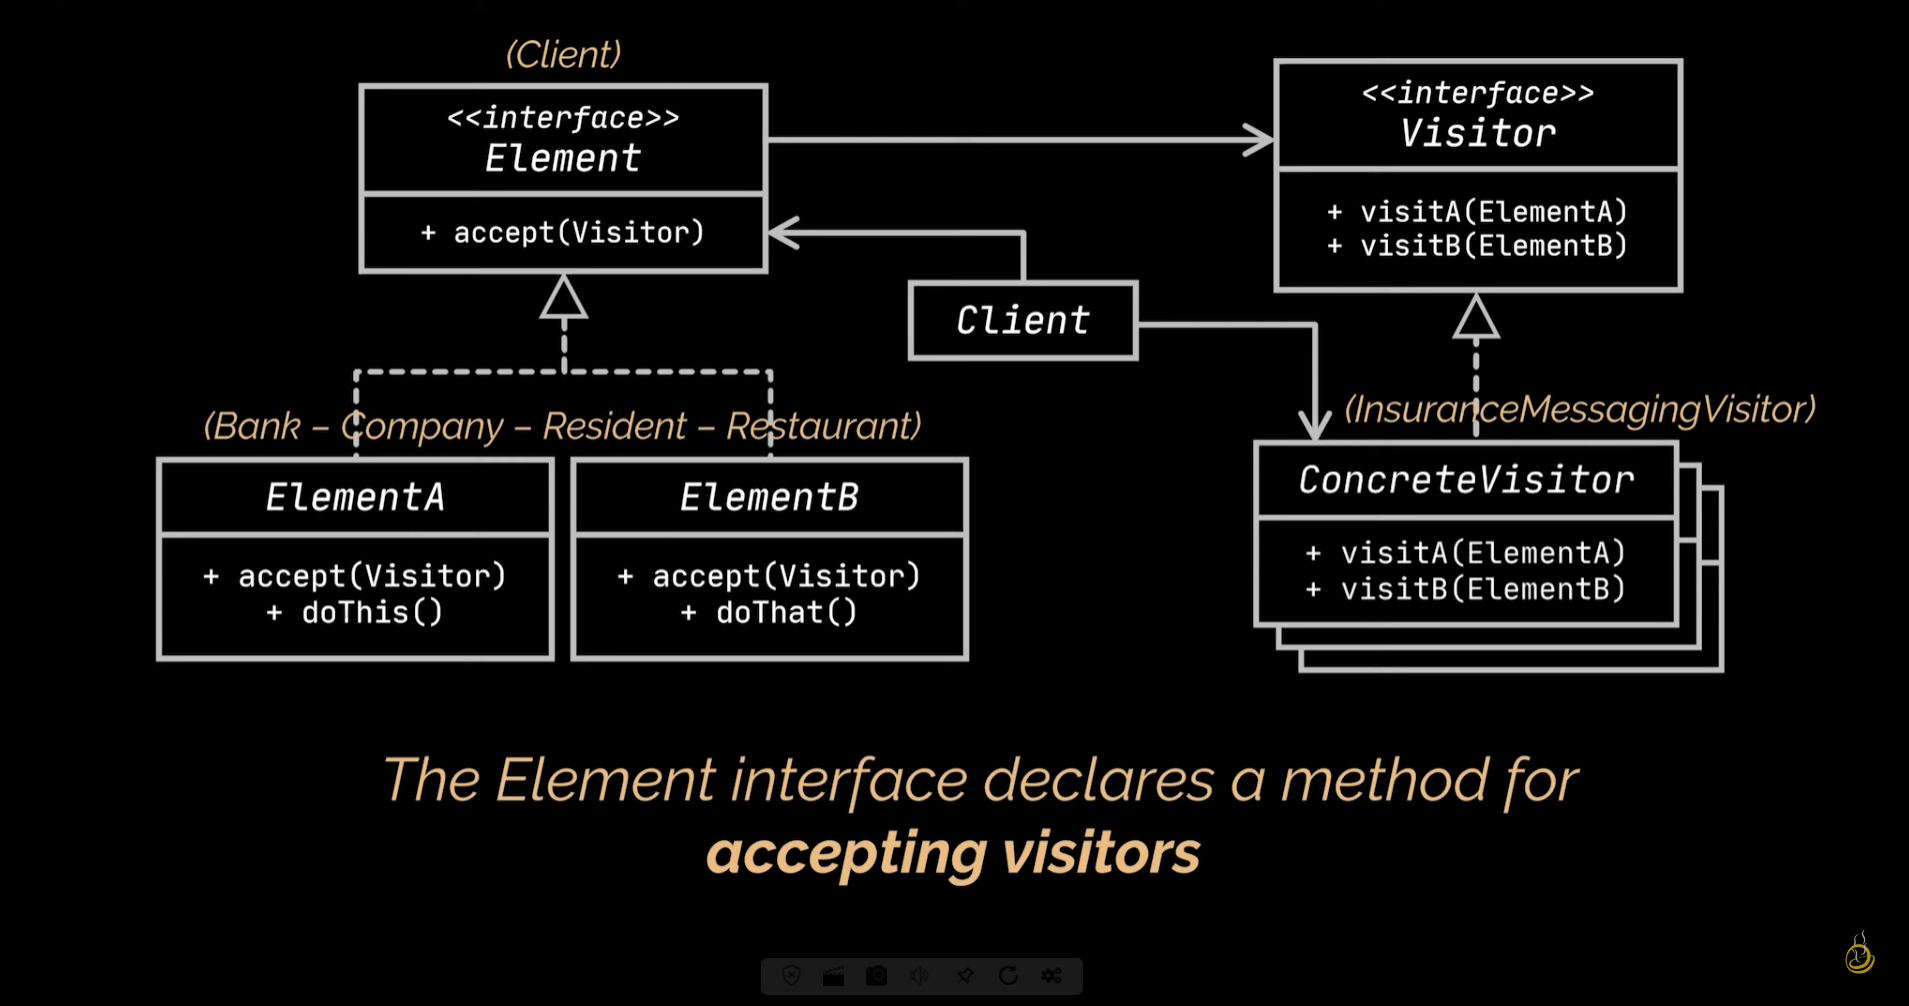 (Client)
<<interface>>
Element
+ accept(Visitor)
<<interface>>
Visitor
+ visitA(ElementA)
+ visitB(ElementB)
Client
(Bank – Company – Resident – Restaurant)
ElementA
+ accept(Visitor)
+ doThis()
ElementB
+ accept(Visitor)
+ doThat()
(InsuranceMessagingVisitor)
ConcreteVisitor
+ visitA(ElementA)
+ visitB(ElementB)
The Element interface declares a method for
accepting visitors